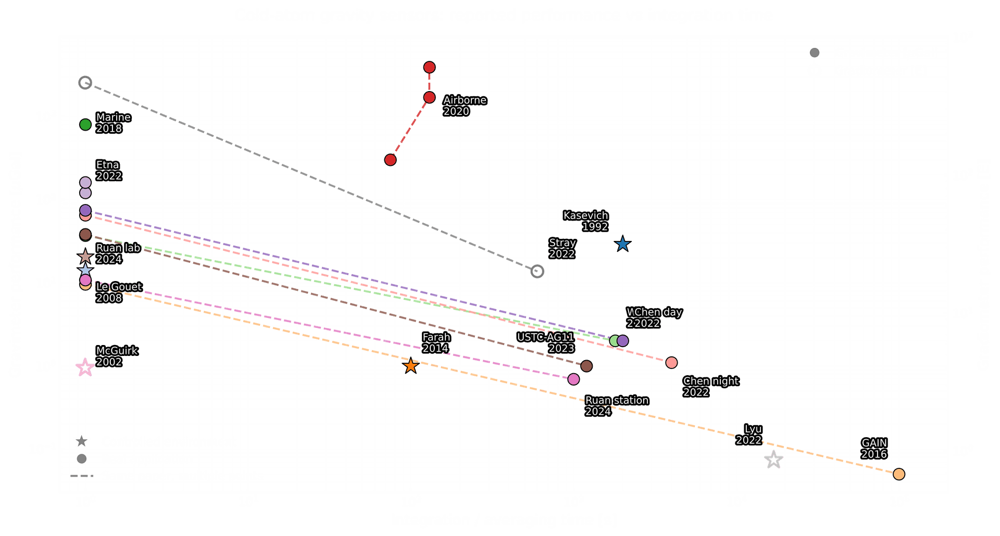 Airborne
2020
Marine
2018
Etna
2022
Kasevich
1992
Stray
2022
Ruan lab
2024
Le Gouet
2008
Chen day
2022
Farah
2014
USTC-AG11
2023
McGuirk
2002
Chen night
2022
Ruan station
2024
Lyu
2022
GAIN
2016